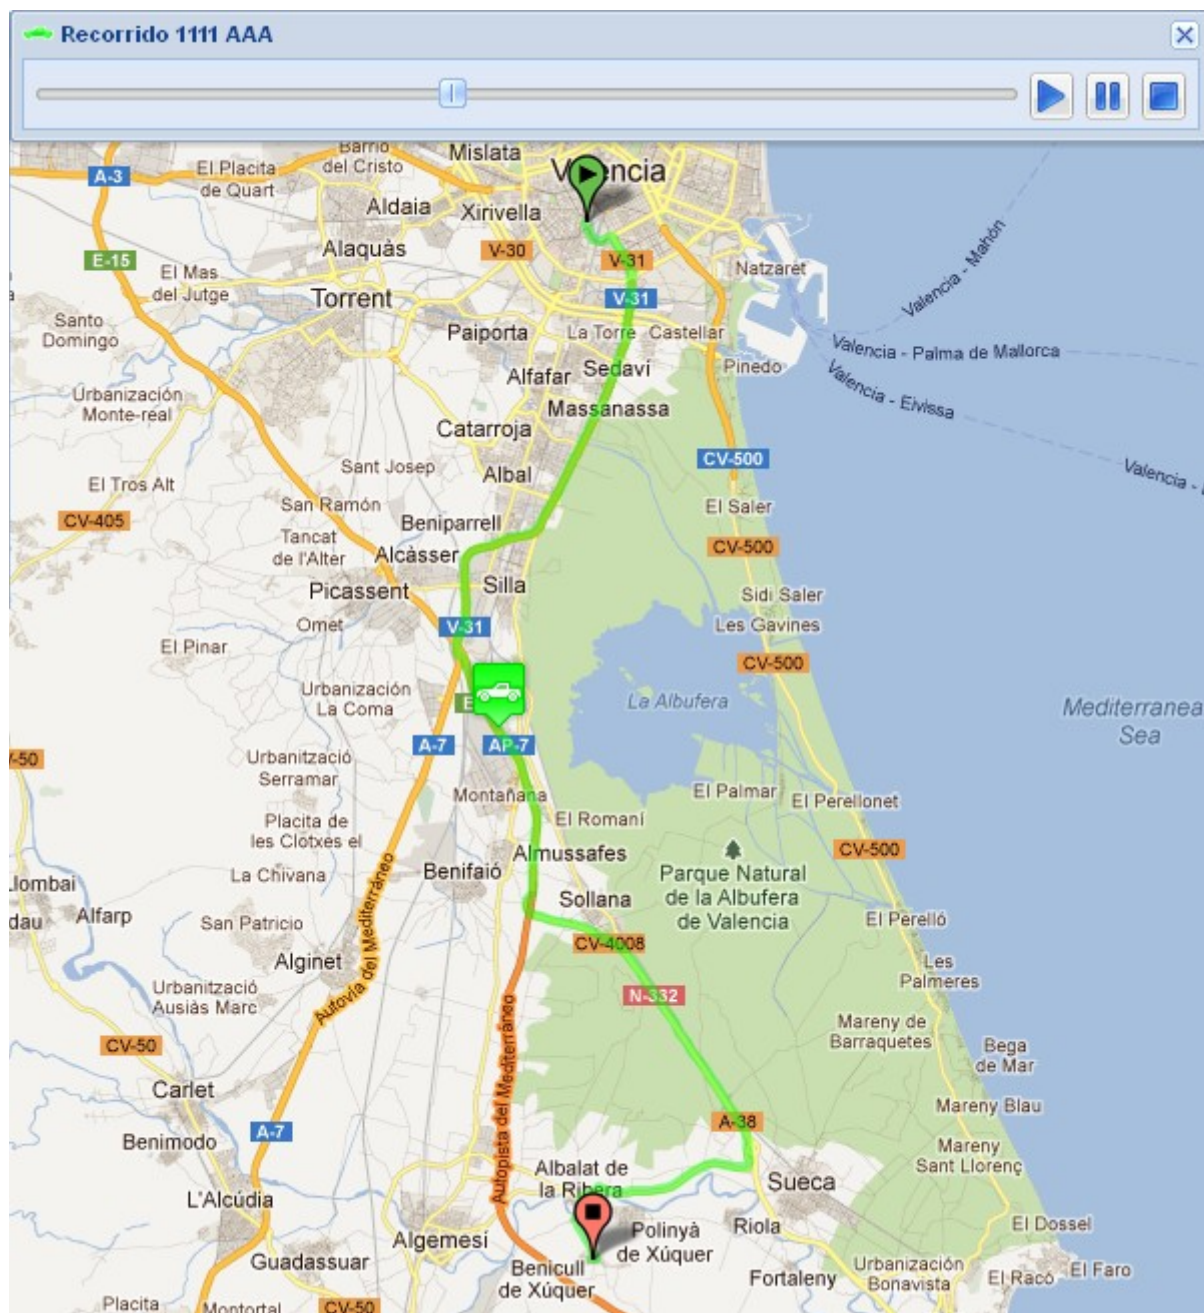 Recorrido 1111 AAA
Barrio
del Cristo
Mislata
El Placita
de Quart
A-3
Aldaia
Xirivella
Alaquàs
V-30
V-31
Natzaret
E-15
El Mas
del Jutge
Torrent
V-31
Valencia - Mahón
Santo
Domingo
Paiporta
La Torre
Castellar
Valencia - Palma de Mallorca
Sedaví
Pinedo
Alfafar
Urbanización
Monte-real
Massanassa
Valencia - Eivissa
Catarroja
Sant Josep
Albal
CV-500
Valencia -
El Tros Alt
San Ramón
El Saler
CV-405
Beniparrell
Tancat
de l'Alter
Alcàsser
CV-500
Picassent
Silla
Sidi Saler
Omet
V-31
Les Gavines
El Pinar
CV-500
Urbanización
La Coma
La Albufera
Mediterranea
Sea
A-7
AP-7
-50
Urbanització
Serramar
Montañana
El Palmar
El Perellonet
Placita de
les Clotxes el
El Romaní
Almussafes
CV-500
La Chivana
Benifaió
Parque Natural
de la Albufera
de Valencia
Llombai
Alfarp
dau
Sollana
San Patricio
El Perelló
CV-4008
Alginet
Autovía del Mediterráneo
Les
Palmeres
Urbanització
Ausiàs Marc
N-332
Mareny de
Barraquetes
CV-50
Autopista del Mediterráneo
Bega
de Mar
Carlet
Mareny Blau
A-38
Benimodo
A-7
Mareny
Sant Llorenç
Albalat de
la Ribera
Sueca
L'Alcúdia
Polinyà
de Xúquer
Riola
El Dossel
Algemesí
Guadassuar
Benicull
de Xúquer
Fortaleny
Urbanización
Bonavista
El Racó
El Faro
Placita
Montortal
CV-50